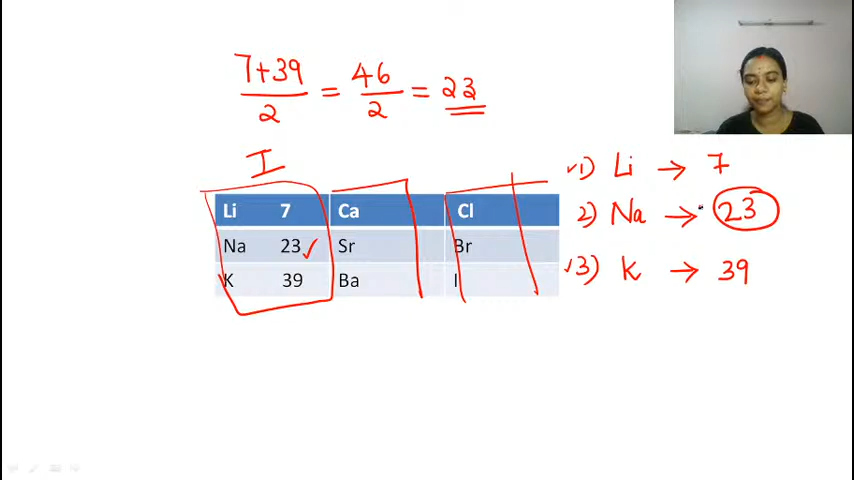 7+39 / 2 = 46 / 2 = 23
I
Li 7 Ca Cl
Na 23 ✓ Sr Br
K 39 Ba I
1) Li → 7
2) Na → 23
3) K → 39